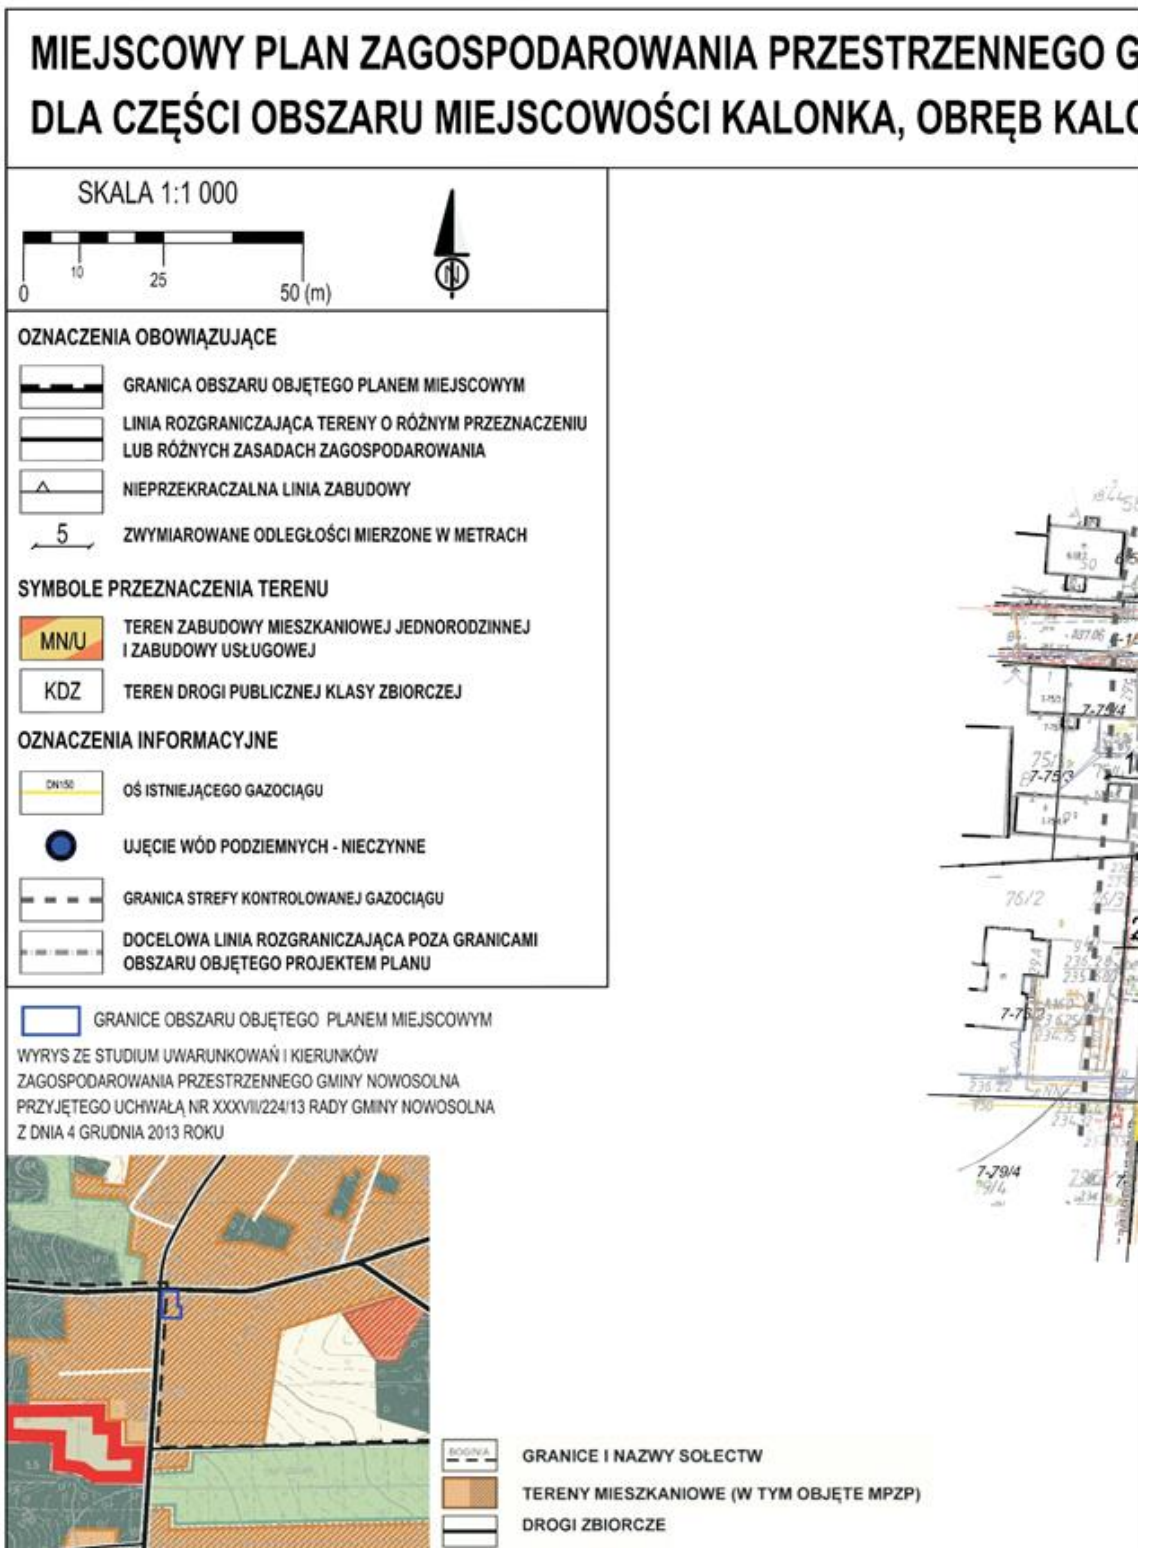 MIEJSCOWY PLAN ZAGOSPODAROWANIA PRZESTRZENNEGO G
DLA CZĘŚCI OBSZARU MIEJSCOWOŚCI KALONKA, OBRĘB KALO
SKALA 1:1 000
0 10 25 50 (m)
N
OZNACZENIA OBOWIĄZUJĄCE
GRANICA OBSZARU OBJĘTEGO PLANEM MIEJSCOWYM
LINIA ROZGRANICZAJĄCA TERENY O RÓŻNYM PRZEZNACZENIU
LUB RÓŻNYCH ZASADACH ZAGOSPODAROWANIA
NIEPRZEKRACZALNA LINIA ZABUDOWY
5 ZWYMIAROWANE ODLEGŁOŚCI MIERZONE W METRACH
SYMBOLE PRZEZNACZENIA TERENU
MN/U TEREN ZABUDOWY MIESZKANIOWEJ JEDNORODZINNEJ
I ZABUDOWY USŁUGOWEJ
KDZ TEREN DROGI PUBLICZNEJ KLASY ZBIORCZEJ
OZNACZENIA INFORMACYJNE
DN150 OŚ ISTNIEJĄCEGO GAZOCIĄGU
UJĘCIE WÓD PODZIEMNYCH - NIECZYNNE
GRANICA STREFY KONTROLOWANEJ GAZOCIĄGU
DOCELOWA LINIA ROZGRANICZAJĄCA POZA GRANICAMI
OBSZARU OBJĘTEGO PROJEKTEM PLANU
GRANICE OBSZARU OBJĘTEGO PLANEM MIEJSCOWYM
WYRYS ZE STUDIUM UWARUNKOWAŃ I KIERUNKÓW
ZAGOSPODAROWANIA PRZESTRZENNEGO GMINY NOWOSOLNA
PRZYJĘTEGO UCHWAŁĄ NR XXXVII/224/13 RADY GMINY NOWOSOLNA
Z DNIA 4 GRUDNIA 2013 ROKU
7-75/4
7-75/3
76/2
76/3
7-79/4
BOGINIA GRANICE I NAZWY SOŁECTW
TERENY MIESZKANIOWE (W TYM OBJĘTE MPZP)
DROGI ZBIORCZE